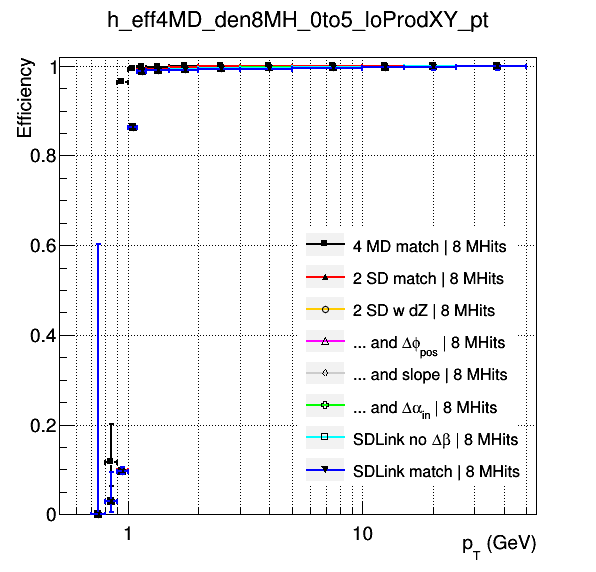 h_eff4MD_den8MH_0to5_loProdXY_pt
Efficiency
1
0.8
0.6
0.4
0.2
0
4 MD match | 8 MHits
2 SD match | 8 MHits
2 SD w dZ | 8 MHits
... and Δϕpos | 8 MHits
... and slope | 8 MHits
... and Δαin | 8 MHits
SDLink no Δβ | 8 MHits
SDLink match | 8 MHits
1 10
pT (GeV)